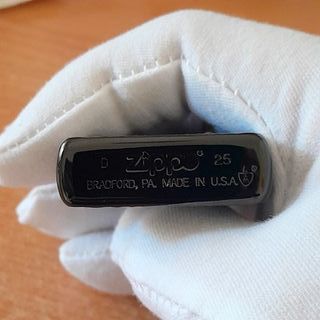 D Zippo 25
BRADFORD, PA. MADE IN U.S.A.